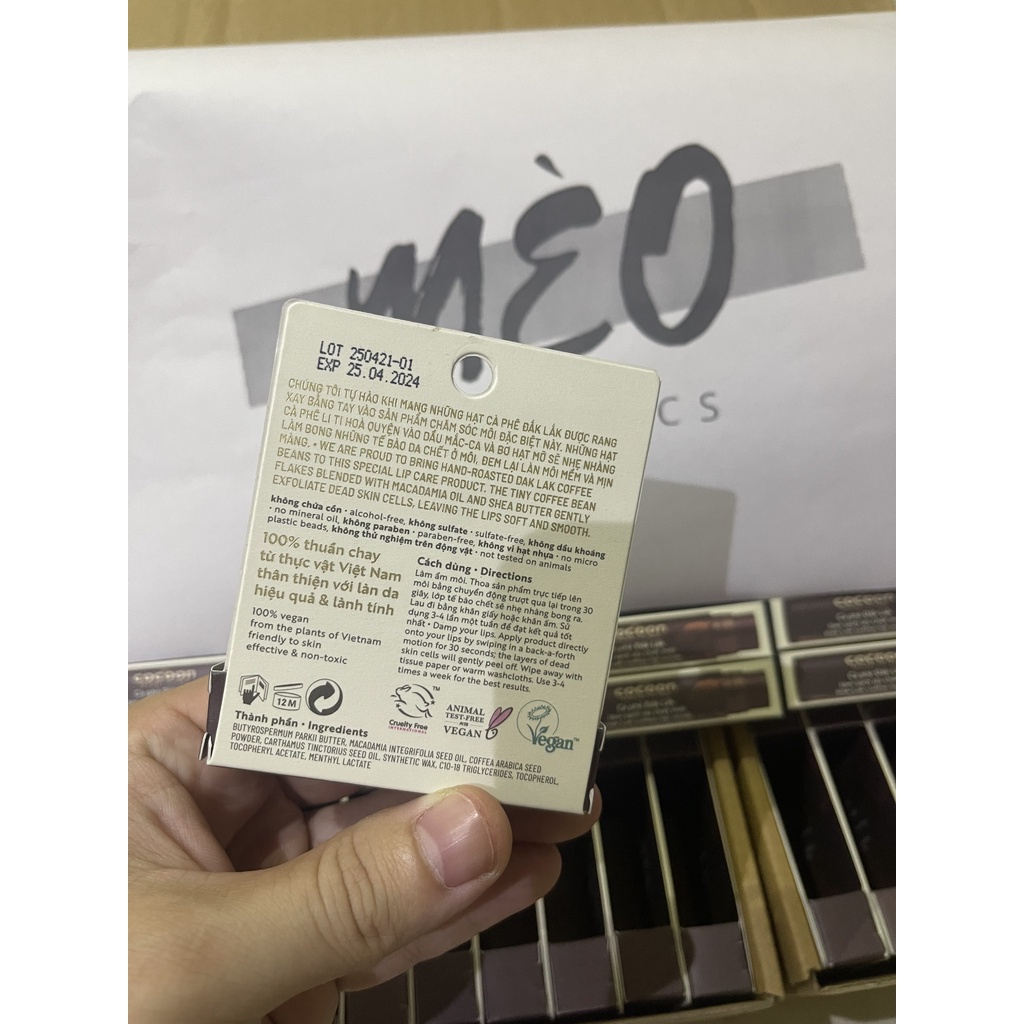 MÈO
CS
LOT 250421-01
EXP 25.04.2024
CHÚNG TÔI TỰ HÀO KHI MANG NHỮNG HẠT CÀ PHÊ ĐẮK LẮK ĐƯỢC RANG
XAY BẰNG TAY VÀO SẢN PHẨM CHĂM SÓC MÔI ĐẶC BIỆT NÀY. NHỮNG HẠT
CÀ PHÊ LI TI HOÀ QUYỆN VÀO DẦU MẮC-CA VÀ BƠ HẠT MỠ SẼ NHẸ NHÀNG
LÀM BONG NHỮNG TẾ BÀO DA CHẾT Ở MÔI, ĐEM LẠI LÀN MÔI MỀM VÀ MỊN
MÀNG. • WE ARE PROUD TO BRING HAND-ROASTED DAK LAK COFFEE
BEANS TO THIS SPECIAL LIP CARE PRODUCT. THE TINY COFFEE BEAN
FLAKES BLENDED WITH MACADAMIA OIL AND SHEA BUTTER GENTLY
EXFOLIATE DEAD SKIN CELLS, LEAVING THE LIPS SOFT AND SMOOTH.
không chứa cồn • alcohol-free, không sulfate • sulfate-free, không dầu khoáng
• no mineral oil, không paraben • paraben-free, không vi hạt nhựa • no micro
plastic beads, không thử nghiệm trên động vật • not tested on animals
100% thuần chay
từ thực vật Việt Nam
thân thiện với làn da
hiệu quả & lành tính
100% vegan
from the plants of Vietnam
friendly to skin
effective & non-toxic
Cách dùng • Directions
Làm ẩm môi. Thoa sản phẩm trực tiếp lên
môi bằng chuyển động trượt qua lại trong 30
giây, lớp tế bào chết sẽ nhẹ nhàng bong ra.
Lau đi bằng khăn giấy hoặc khăn ẩm. Sử
dụng 3-4 lần một tuần để đạt kết quả tốt
nhất • Damp your lips. Apply product directly
onto your lips by swiping in a back-a-forth
motion for 30 seconds; the layers of dead
skin cells will gently peel off. Wipe away with
tissue paper or warm washcloths. Use 3-4
times a week for the best results.
12M
Cruelty Free
INTERNATIONAL
TM
ANIMAL
TEST-FREE
VEGAN
Vegan™
Thành phần • Ingredients
BUTYROSPERMUM PARKII BUTTER, MACADAMIA INTEGRIFOLIA SEED OIL, COFFEA ARABICA SEED
POWDER, CARTHAMUS TINCTORIUS SEED OIL, SYNTHETIC WAX, C10-18 TRIGLYCERIDES, TOCOPHEROL,
TOCOPHERYL ACETATE, MENTHYL LACTATE
cocoon
cocoon
cocoon
cocoon
cocoon